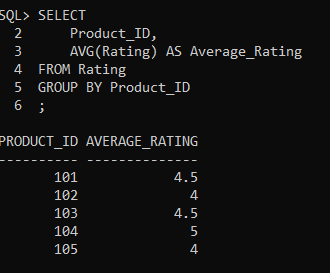 SQL> SELECT
  2      Product_ID,
  3      AVG(Rating) AS Average_Rating
  4  FROM Rating
  5  GROUP BY Product_ID
  6  ;
PRODUCT_ID AVERAGE_RATING
---------- --------------
       101            4.5
       102              4
       103            4.5
       104              5
       105              4